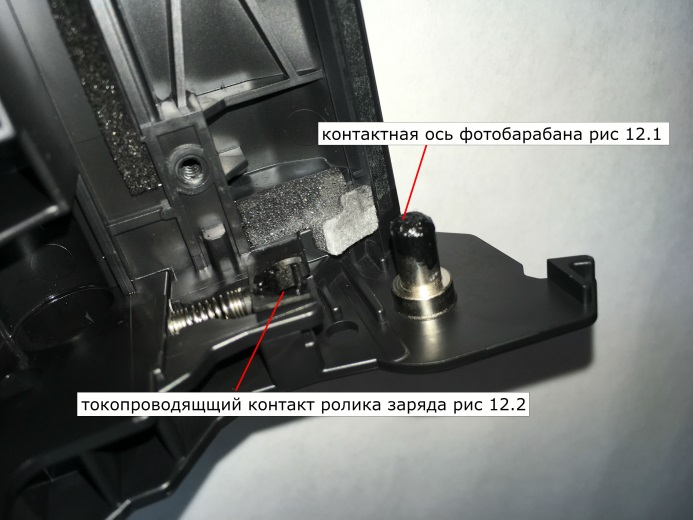 контактная ось фотобарабана рис 12.1
токопроводящщий контакт ролика заряда рис 12.2